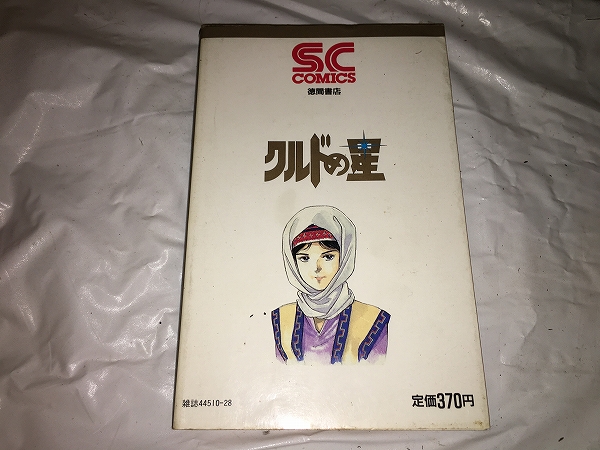 SC
COMICS
徳間書店
クルドの星
雑誌44510-28
定価370円